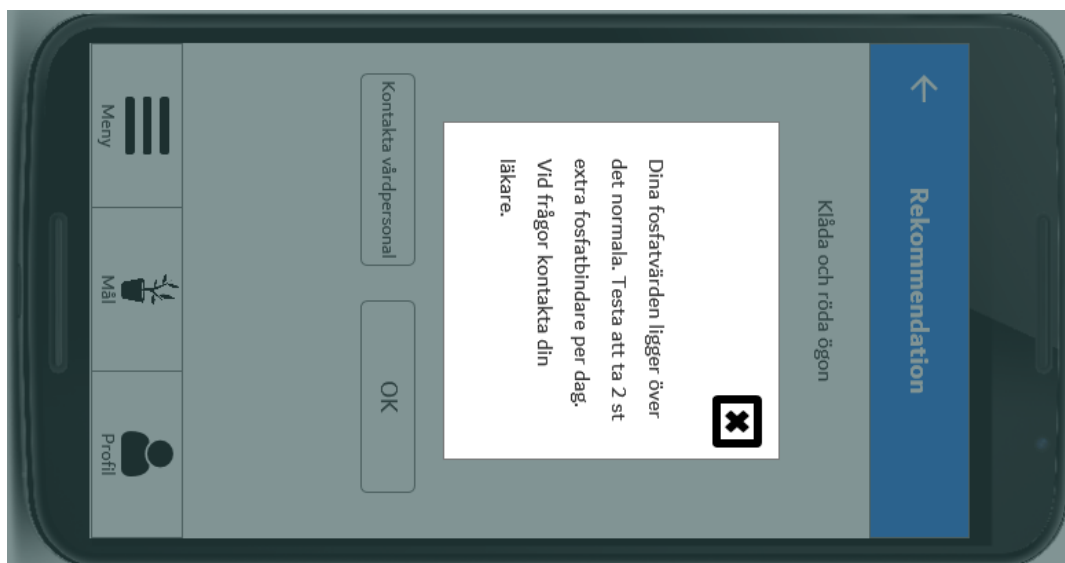 Rekommendation
Klåda och röda ögon
Dina fosfatvärden ligger över
det normala. Testa att ta 2 st
extra fosfatbindare per dag.
Vid frågor kontakta din
läkare.
Kontakta vårdpersonal
OK
Meny
Mål
Profil